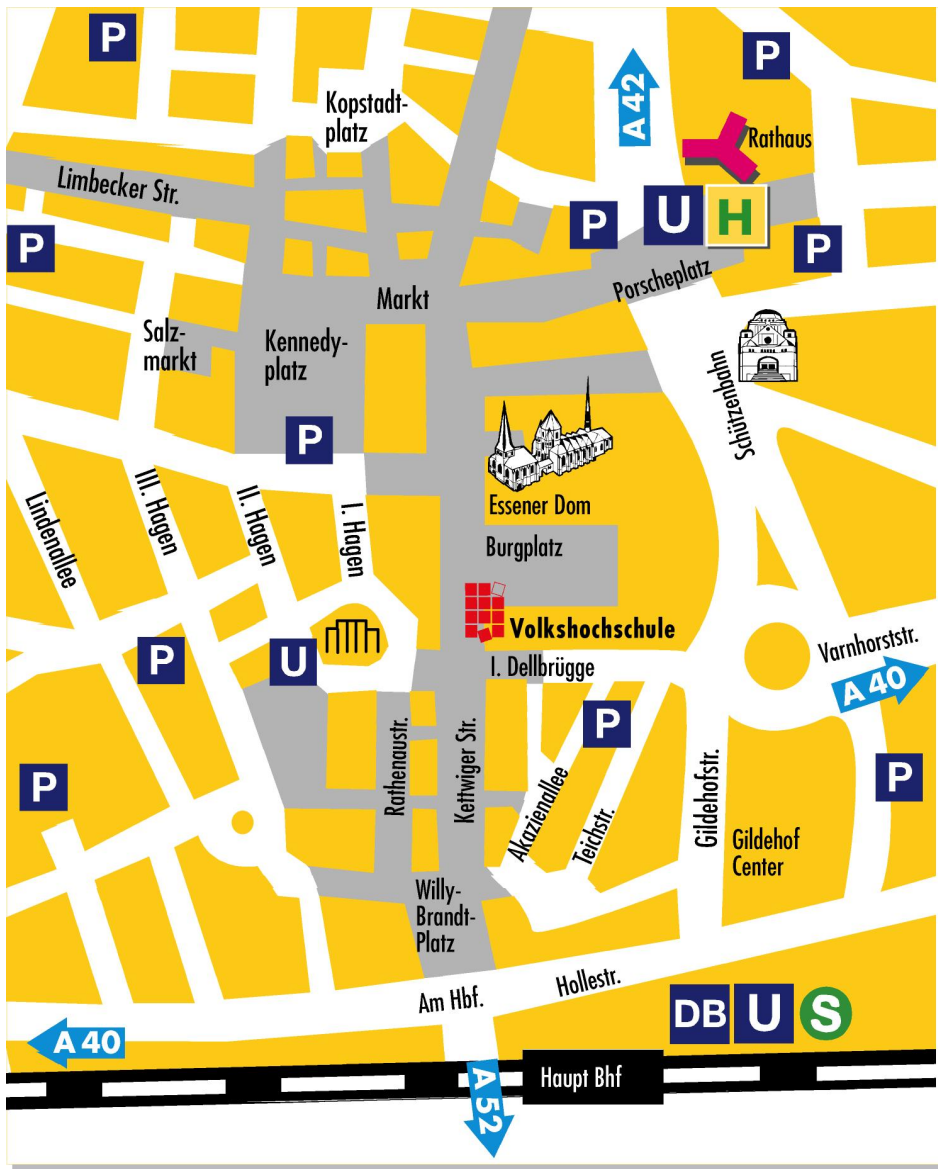 P
P
A 42
Kopstadt-
platz
Rathaus
Limbecker Str.
P
U
H
P
P
Porscheplatz
Markt
Salz-
markt
Kennedy-
platz
Schützenbahn
P
Lindenallee
III. Hagen
II. Hagen
I. Hagen
Essener Dom
Burgplatz
Volkshochschule
P
U
I. Dellbrügge
Varnhorststr.
A 40
P
Rathenaustr.
Kettwiger Str.
Akazienallee
Teichstr.
Gildehofstr.
P
P
Gildehof
Center
Willy-
Brandt-
Platz
Am Hbf.
Hollestr.
DB
U
S
A 40
Haupt Bhf
A 52